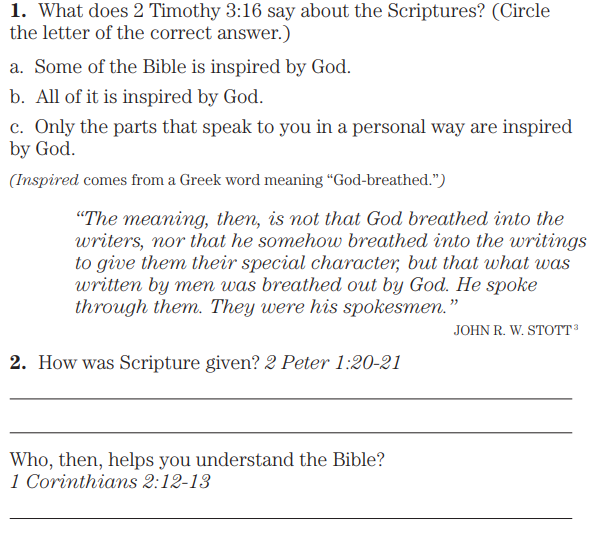 1. What does 2 Timothy 3:16 say about the Scriptures? (Circle
the letter of the correct answer.)
a. Some of the Bible is inspired by God.
b. All of it is inspired by God.
c. Only the parts that speak to you in a personal way are inspired
by God.
(Inspired comes from a Greek word meaning “God-breathed.”)
“The meaning, then, is not that God breathed into the
writers, nor that he somehow breathed into the writings
to give them their special character, but that what was
written by men was breathed out by God. He spoke
through them. They were his spokesmen.”
JOHN R. W. STOTT³
2. How was Scripture given? 2 Peter 1:20-21
Who, then, helps you understand the Bible?
1 Corinthians 2:12-13